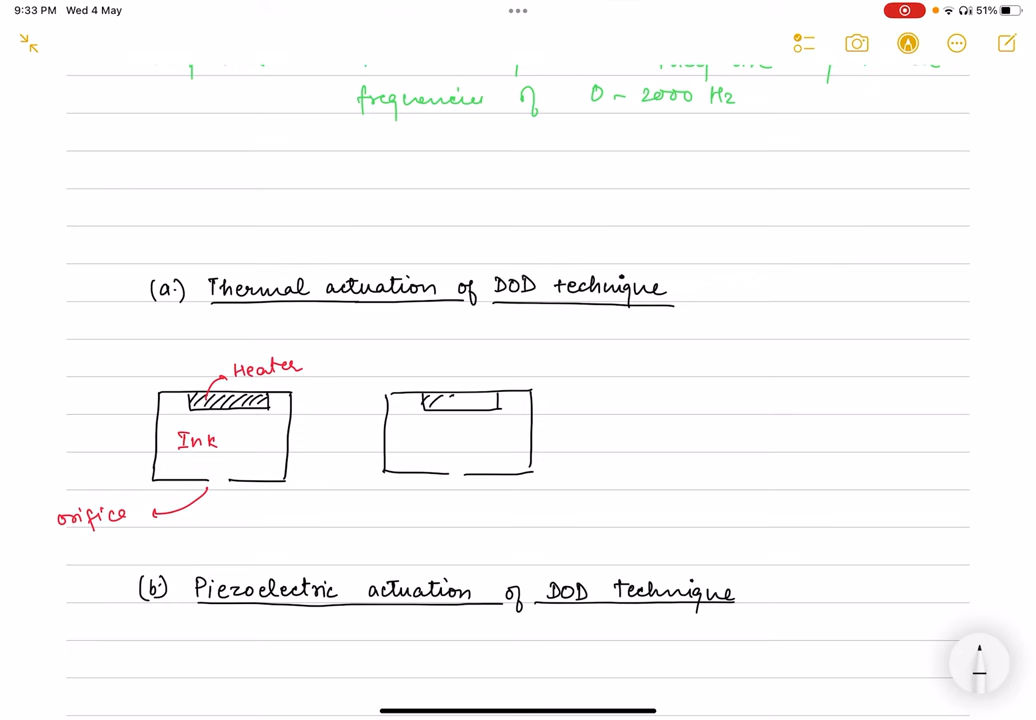 9:33 PM Wed 4 May
51%
frequencies of 0 - 2000 Hz
(a.) Thermal actuation of DOD technique
Heater
Ink
orifice
(b.) Piezoelectric actuation of DOD technique